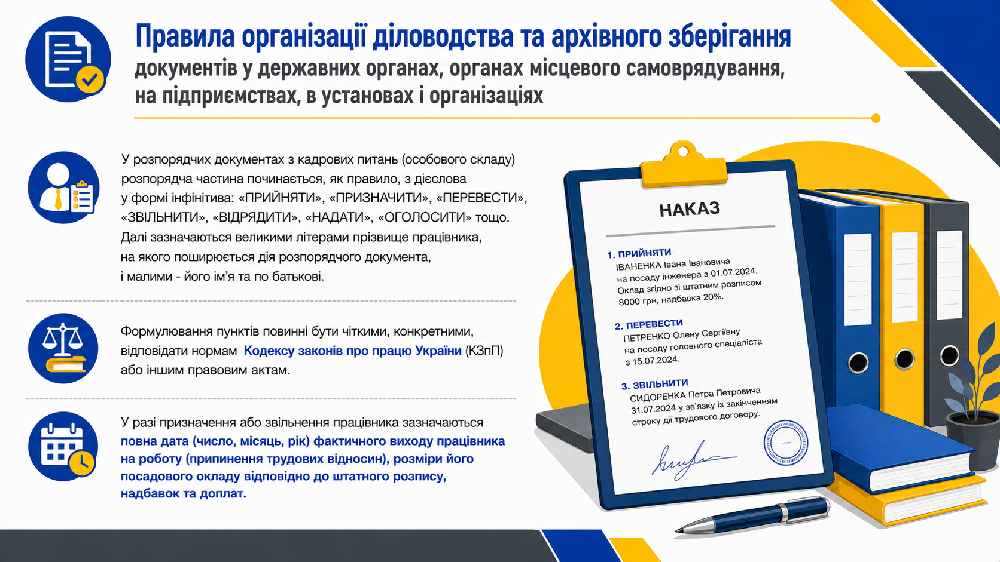 Правила організації діловодства та архівного зберігання
документів у державних органах, органах місцевого самоврядування,
на підприємствах, в установах і організаціях
У розпорядчих документах з кадрових питань (особового складу)
розпорядча частина починається, як правило, з дієслова
у формі інфінітива: «ПРИЙНЯТИ», «ПРИЗНАЧИТИ», «ПЕРЕВЕСТИ»,
«ЗВІЛЬНИТИ», «ВІДРЯДИТИ», «НАДАТИ», «ОГОЛОСИТИ» тощо.
Далі зазначаються великими літерами прізвище працівника,
на якого поширюється дія розпорядчого документа,
і малими - його ім’я та по батькові.
Формулювання пунктів повинні бути чіткими, конкретними,
відповідати нормам Кодексу законів про працю України (КЗпП)
або іншим правовим актам.
У разі призначення або звільнення працівника зазначаються
повна дата (число, місяць, рік) фактичного виходу працівника
на роботу (припинення трудових відносин), розміри його
посадового окладу відповідно до штатного розпису,
надбавок та доплат.
НАКАЗ
1. ПРИЙНЯТИ
ІВАНЕНКА Івана Івановича
на посаду інженера з 01.07.2024.
Оклад згідно зі штатним розписом
8000 грн, надбавка 20%.
2. ПЕРЕВЕСТИ
ПЕТРЕНКО Олену Сергіївну
на посаду головного спеціаліста
з 15.07.2024.
3. ЗВІЛЬНИТИ
СИДОРЕНКА Петра Петровича
31.07.2024 у зв’язку із закінченням
строку дії трудового договору.